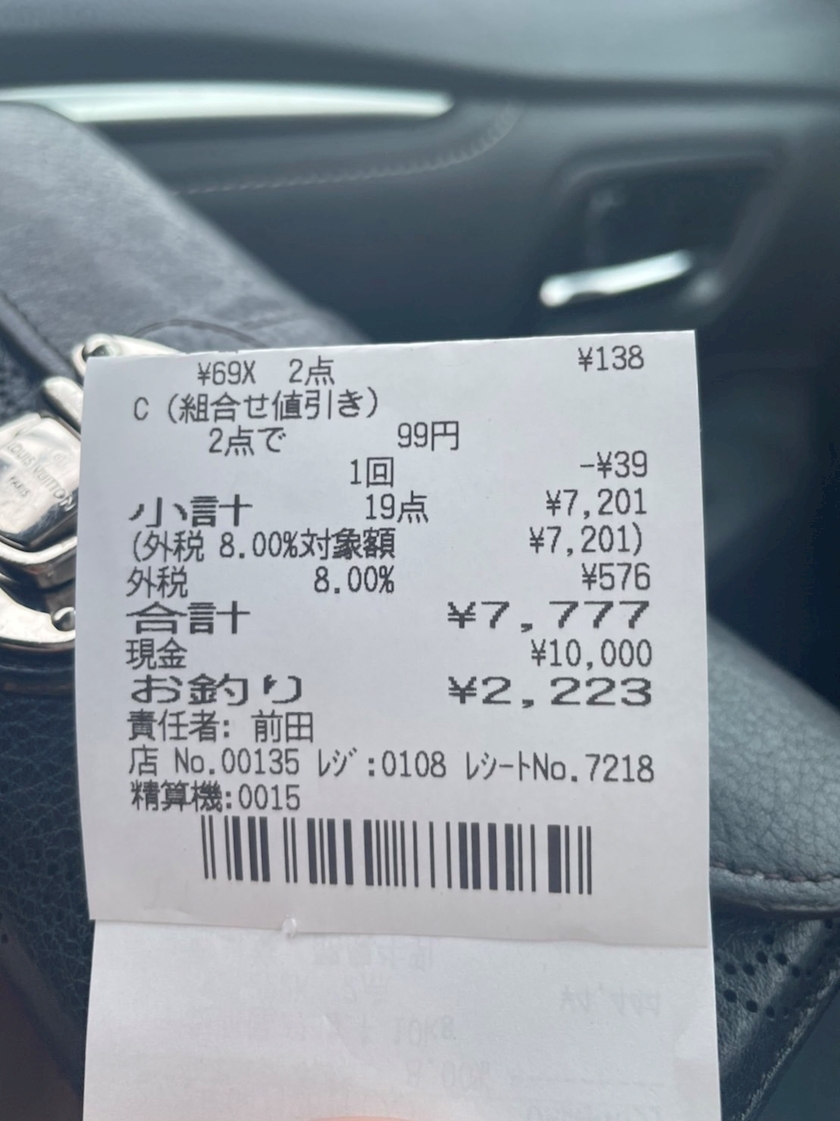 ¥69X 2点 ¥138
C (組合せ値引き)
2点で 99円
1回 -¥39
小計 19点 ¥7,201
(外税 8.00%対象額 ¥7,201)
外税 8.00% ¥576
合計 ¥7,777
現金 ¥10,000
お釣り ¥2,223
責任者: 前田
店 No.00135 ﾚｼﾞ:0108 ﾚｼｰﾄNo.7218
精算機:0015
LOUIS VUITTON
PARIS